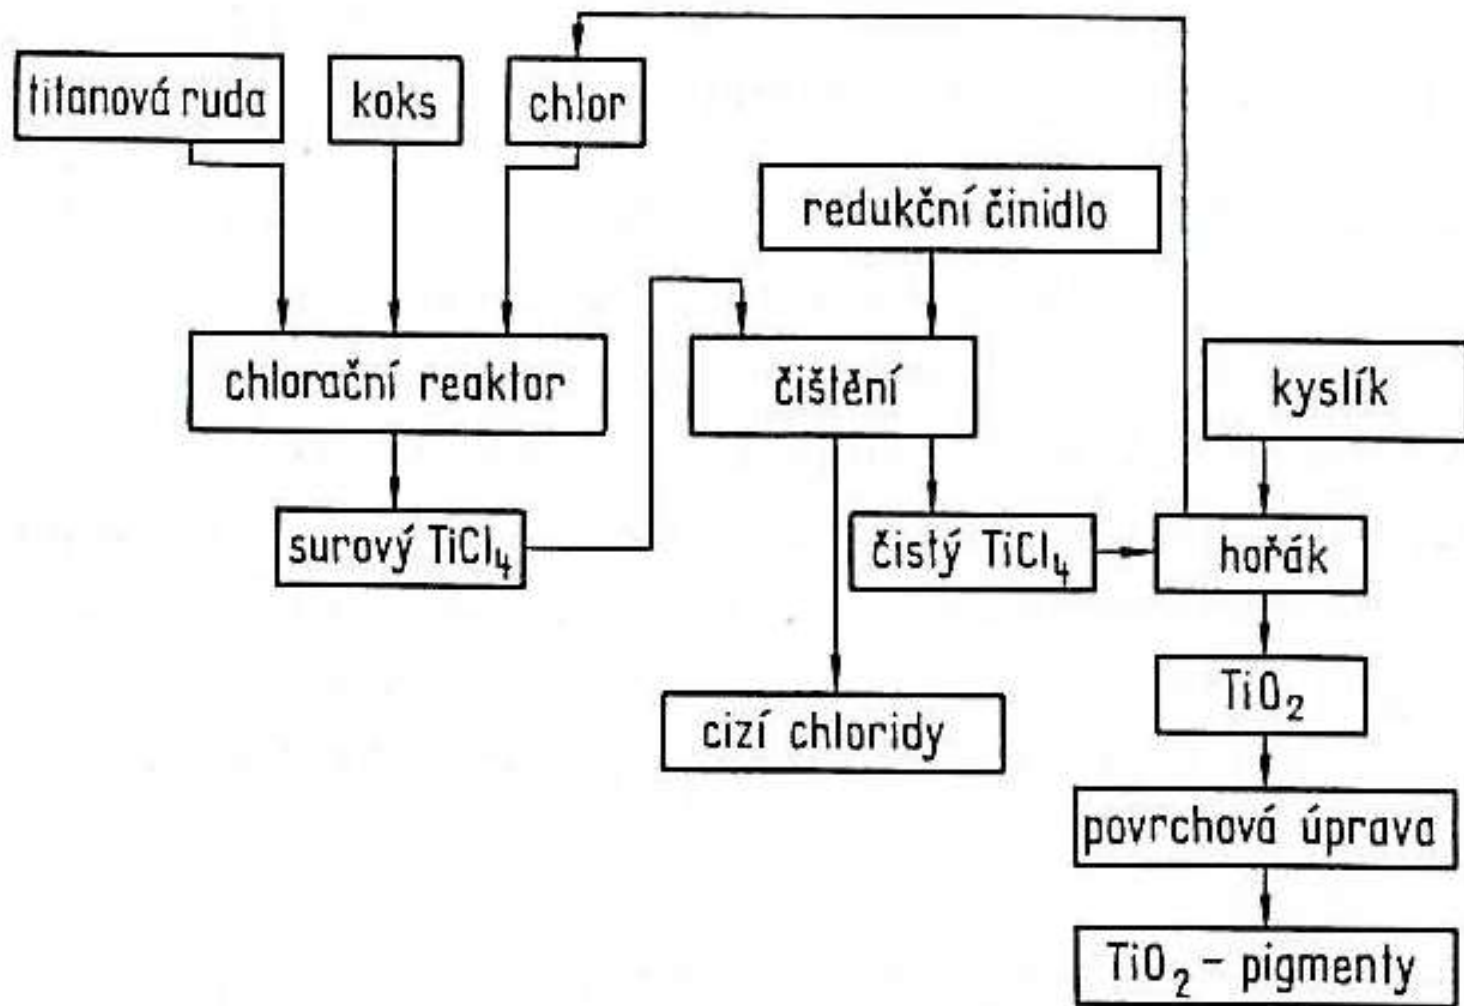 titanová ruda
koks
chlor
redukční činidlo
chlorační reaktor
čištění
kyslík
surový TiCl₄
čistý TiCl₄
hořák
TiO₂
cizí chloridy
povrchová úprava
TiO₂ - pigmenty